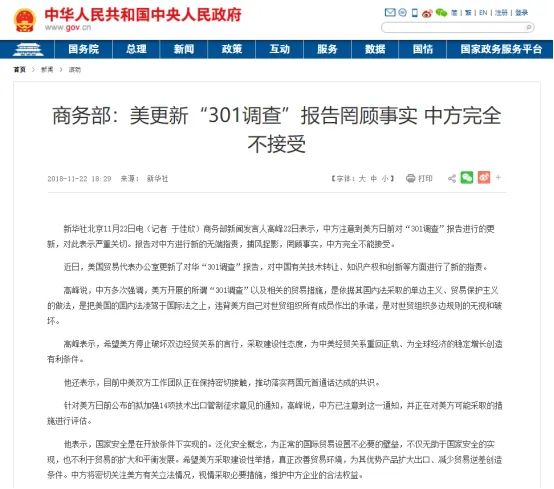 中华人民共和国中央人民政府
www.gov.cn
简 | 繁 | EN | 注册 | 登录
国务院 总理 新闻 政策 互动 服务 数据 国情 国家政务服务平台
首页 > 新闻 > 滚动
商务部：美更新“301调查”报告罔顾事实 中方完全
不接受
2018-11-22 18:29 来源： 新华社 【字体：大 中 小】 打印
新华社北京11月22日电（记者 于佳欣）商务部新闻发言人高峰22日表示，中方注意到美方日前对“301调查”报告进行的更
新，对此表示严重关切。报告对中方进行新的无端指责，捕风捉影，罔顾事实，中方完全不能接受。
近日，美国贸易代表办公室更新了对华“301调查”报告，对中国有关技术转让、知识产权和创新等方面进行了新的指责。
高峰说，中方多次强调，美方开展的所谓“301调查”以及相关的贸易措施，是依据其国内法采取的单边主义、贸易保护主义
的做法，是把美国的国内法凌驾于国际法之上，违背美方自己对世贸组织所有成员作出的承诺，是对世贸组织多边规则的无视和破
坏。
高峰表示，希望美方停止破坏双边经贸关系的言行，采取建设性态度，为中美经贸关系重回正轨、为全球经济的稳定增长创造
有利条件。
他还表示，目前中美双方工作团队正在保持密切接触，推动落实两国元首通话达成的共识。
针对美方日前公布的拟加强14项技术出口管制征求意见的通知，高峰说，中方已注意到这一通知，并正在对美方可能采取的措
施进行评估。
他表示，国家安全是在开放条件下实现的。泛化安全概念，为正常的国际贸易设置不必要的壁垒，不仅无助于国家安全的实
现，也不利于贸易的扩大和平衡发展。希望美方采取建设性举措，真正改善贸易环境，为其优势产品扩大出口、减少贸易逆差创造
条件。中方将密切关注美方有关立法情况，视情采取必要措施，维护中方企业的合法权益。